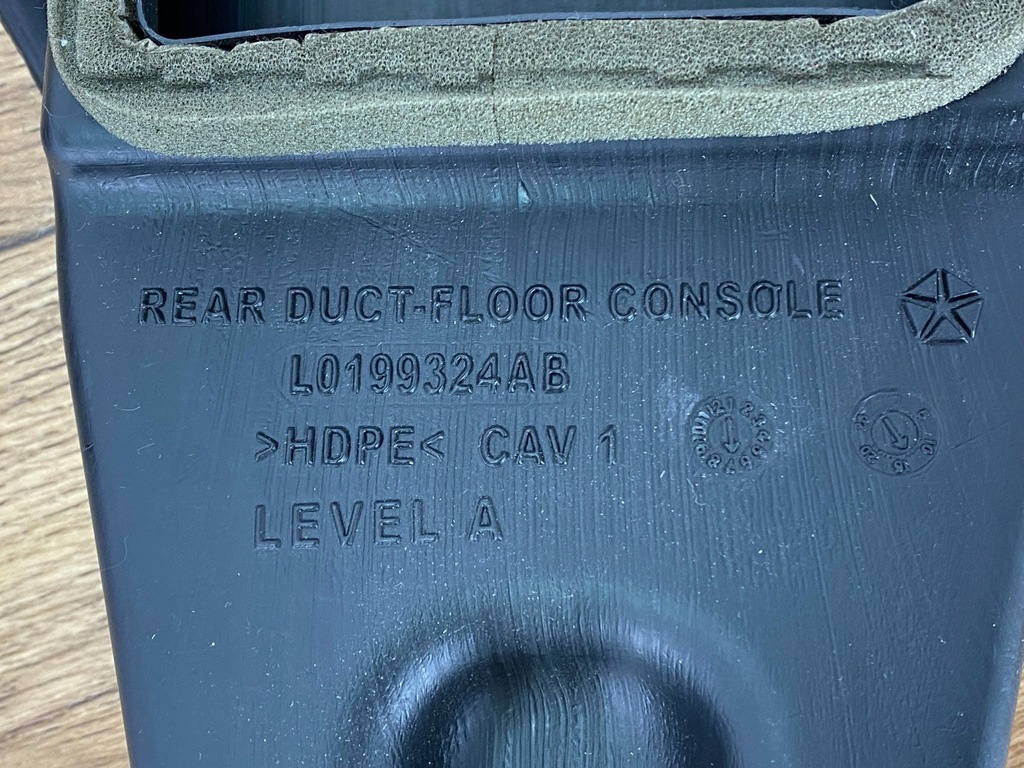 REAR DUCT-FLOOR CONSOLE
L0199324AB
>HDPE< CAV 1
LEVEL A